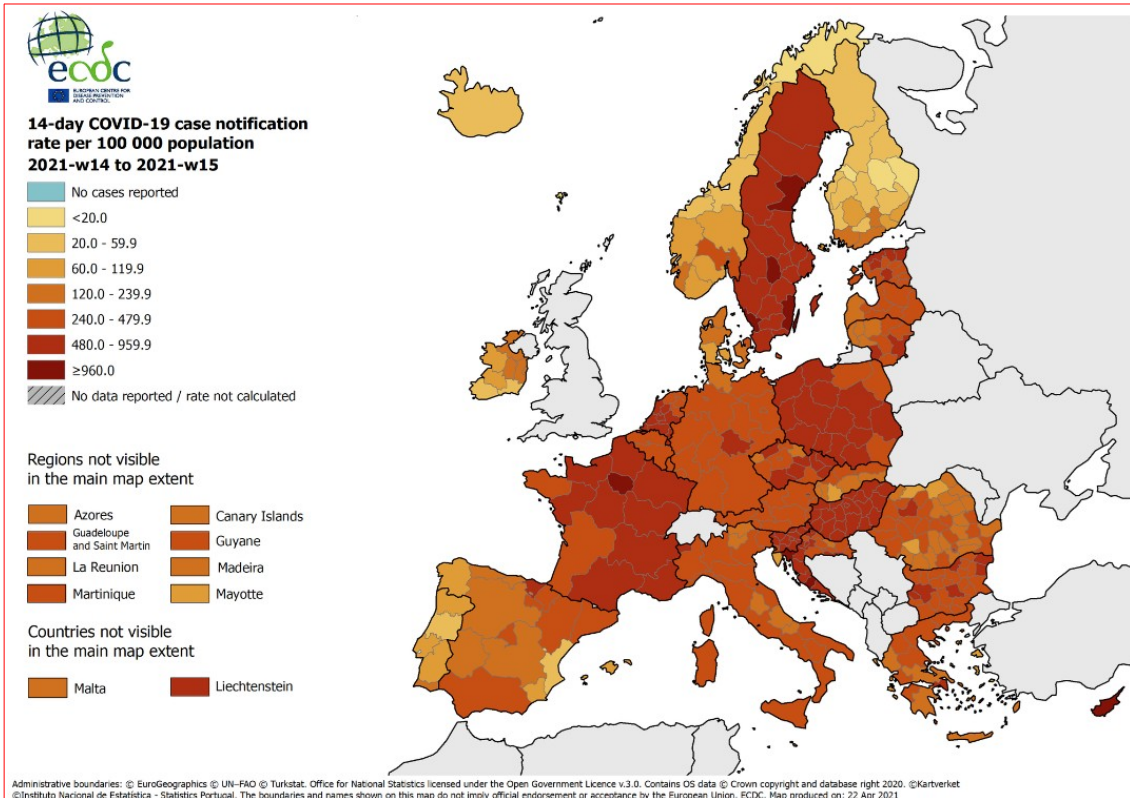 ecdc
EUROPEAN CENTRE FOR
DISEASE PREVENTION
AND CONTROL
14-day COVID-19 case notification
rate per 100 000 population
2021-w14 to 2021-w15
No cases reported
<20.0
20.0 - 59.9
60.0 - 119.9
120.0 - 239.9
240.0 - 479.9
480.0 - 959.9
≥960.0
No data reported / rate not calculated
Regions not visible
in the main map extent
Azores
Canary Islands
Guadeloupe
and Saint Martin
Guyane
La Reunion
Madeira
Martinique
Mayotte
Countries not visible
in the main map extent
Malta
Liechtenstein
Administrative boundaries: © EuroGeographics © UN–FAO © Turkstat. Office for National Statistics licensed under the Open Government Licence v.3.0. Contains OS data © Crown copyright and database right 2020. ©Kartverket
©Instituto Nacional de Estatística - Statistics Portugal. The boundaries and names shown on this map do not imply official endorsement or acceptance by the European Union. ECDC. Map produced on: 22 Apr 2021